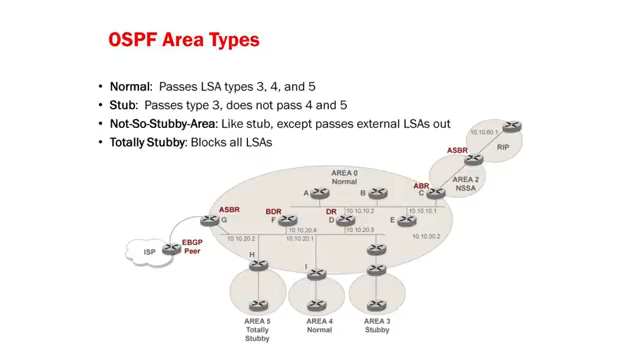 OSPF Area Types
• Normal: Passes LSA types 3, 4, and 5
• Stub: Passes type 3, does not pass 4 and 5
• Not-So-Stubby-Area: Like stub, except passes external LSAs out
• Totally Stubby: Blocks all LSAs
10.10.60.1
RIP
ASBR
AREA 0
Normal
AREA 2
NSSA
ABR
A
B
C
ASBR
BDR
DR
10.10.10.2
10.10.10.1
G
F
D
E
10.10.20.4
10.10.20.5
10.10.20.2
10.10.20.1
10.10.30.2
EBGP
Peer
ISP
H
I
AREA 5
Totally
Stubby
AREA 4
Normal
AREA 3
Stubby